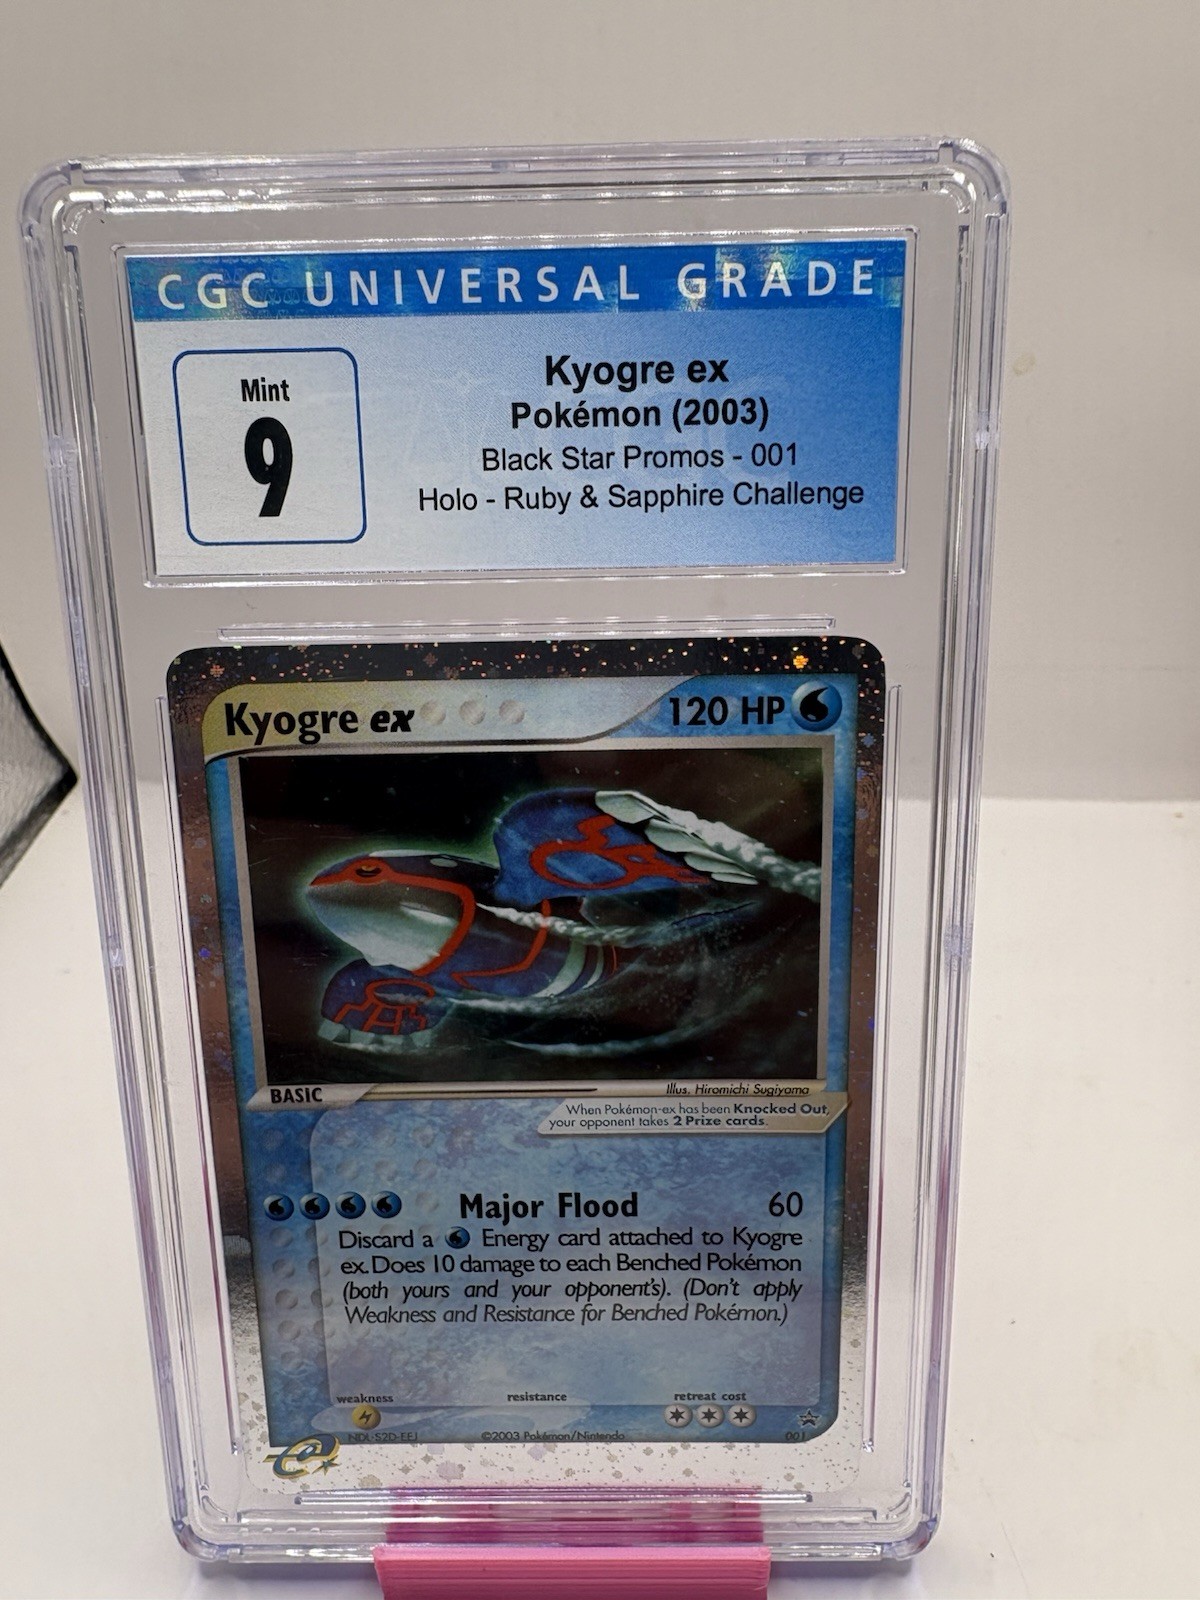 CGC UNIVERSAL GRADE
Mint
9
Kyogre ex
Pokémon (2003)
Black Star Promos - 001
Holo - Ruby & Sapphire Challenge
Kyogre ex
120 HP
BASIC
Illus. Hiromichi Sugiyama
When Pokémon-ex has been Knocked Out,
your opponent takes 2 Prize cards.
Major Flood 60
Discard a Energy card attached to Kyogre
ex. Does 10 damage to each Benched Pokémon
(both yours and your opponent's). (Don't apply
Weakness and Resistance for Benched Pokémon.)
weakness resistance retreat cost
NDL-S2D-EEJ ©2003 Pokémon/Nintendo 001